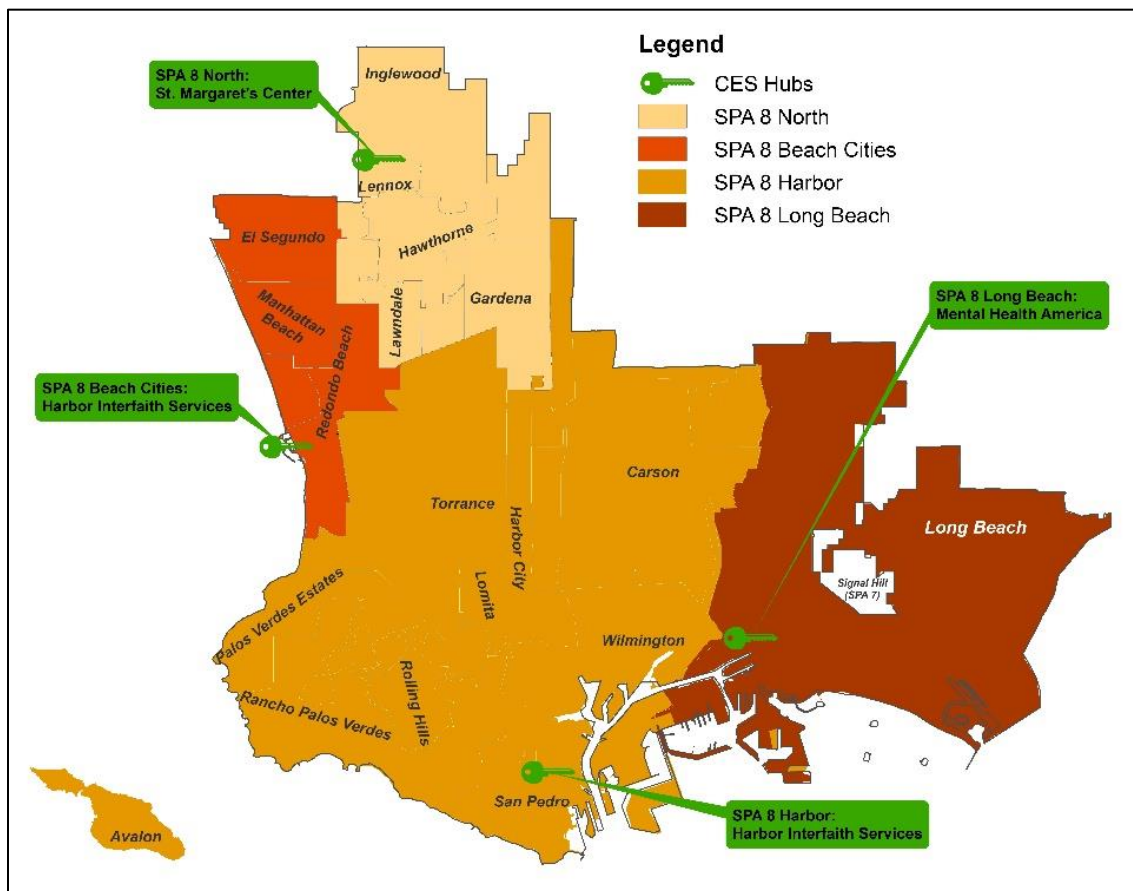 Legend
CES Hubs
SPA 8 North
SPA 8 Beach Cities
SPA 8 Harbor
SPA 8 Long Beach
SPA 8 North:
St. Margaret's Center
Inglewood
Lennox
Hawthorne
El Segundo
Manhattan
Beach
Lawndale
Gardena
Redondo Beach
SPA 8 Long Beach:
Mental Health America
SPA 8 Beach Cities:
Harbor Interfaith Services
Torrance
Harbor City
Carson
Long Beach
Signal Hill
(SPA 7)
Lomita
Palos Verdes Estates
Wilmington
Rolling Hills
Rancho Palos Verdes
San Pedro
SPA 8 Harbor:
Harbor Interfaith Services
Avalon